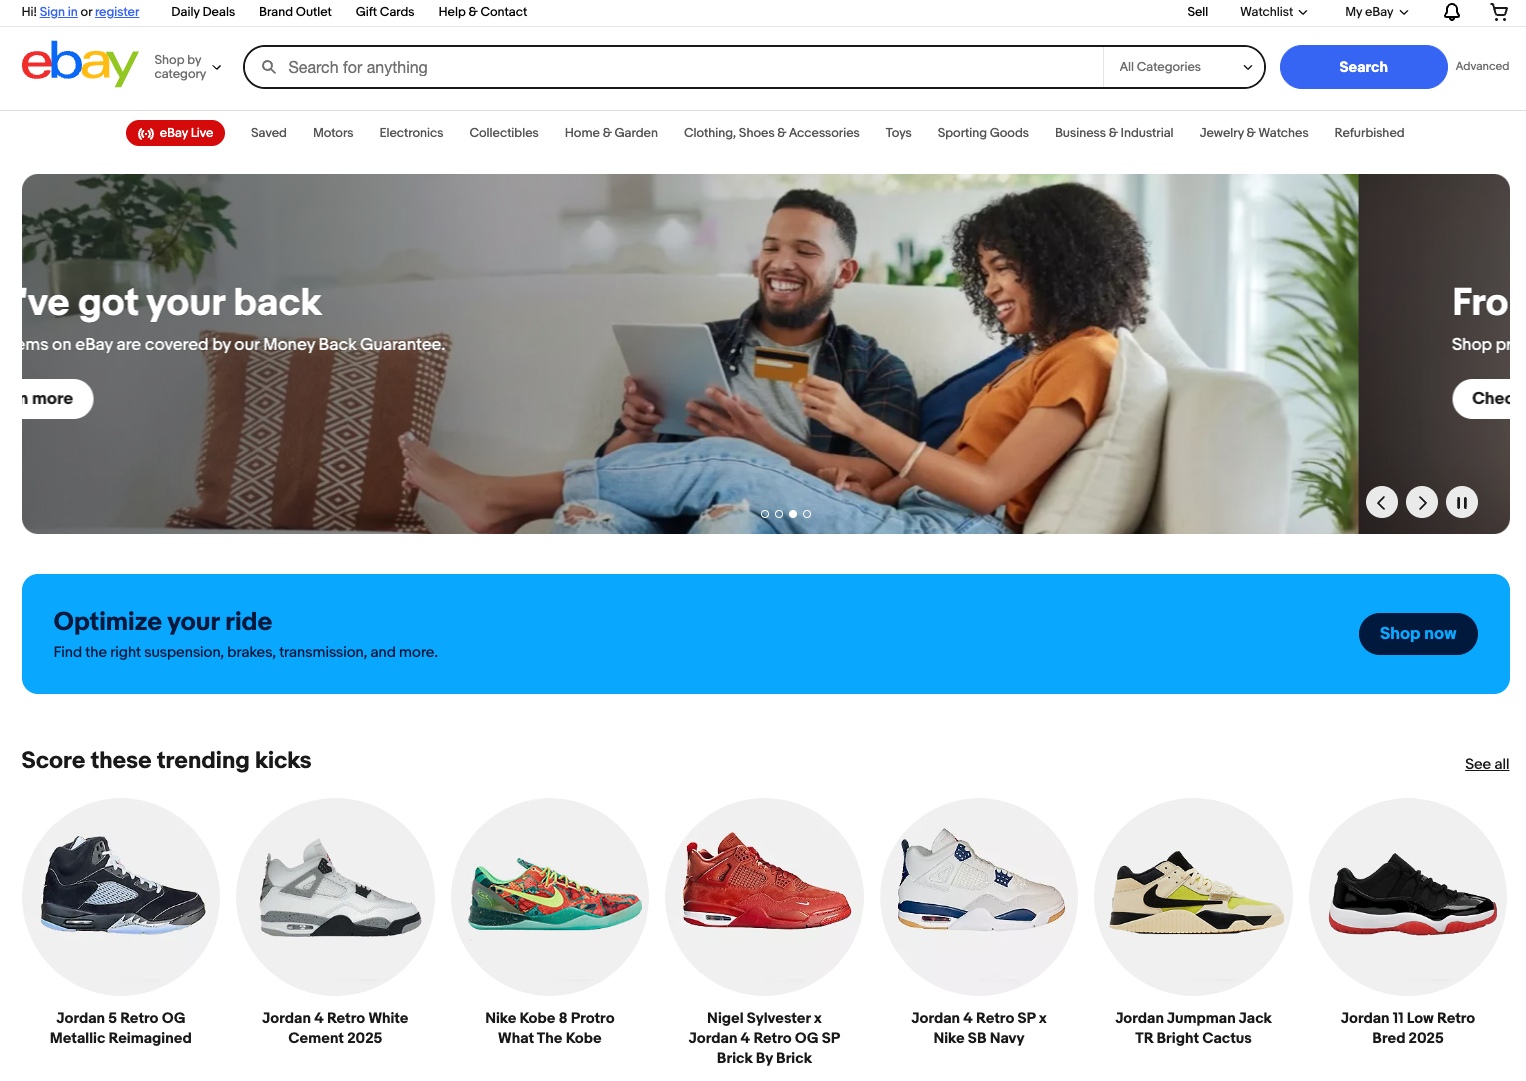 Hi! Sign in or register Daily Deals Brand Outlet Gift Cards Help & Contact Sell Watchlist My eBay
ebay Shop by category Search for anything All Categories Search Advanced
eBay Live Saved Motors Electronics Collectibles Home & Garden Clothing, Shoes & Accessories Toys Sporting Goods Business & Industrial Jewelry & Watches Refurbished
've got your back
ems on eBay are covered by our Money Back Guarantee.
n more
Fro
Shop pr
Chec
Optimize your ride
Find the right suspension, brakes, transmission, and more.
Shop now
Score these trending kicks
See all
Jordan 5 Retro OG
Metallic Reimagined
Jordan 4 Retro White
Cement 2025
Nike Kobe 8 Protro
What The Kobe
Nigel Sylvester x
Jordan 4 Retro OG SP
Brick By Brick
Jordan 4 Retro SP x
Nike SB Navy
Jordan Jumpman Jack
TR Bright Cactus
Jordan 11 Low Retro
Bred 2025